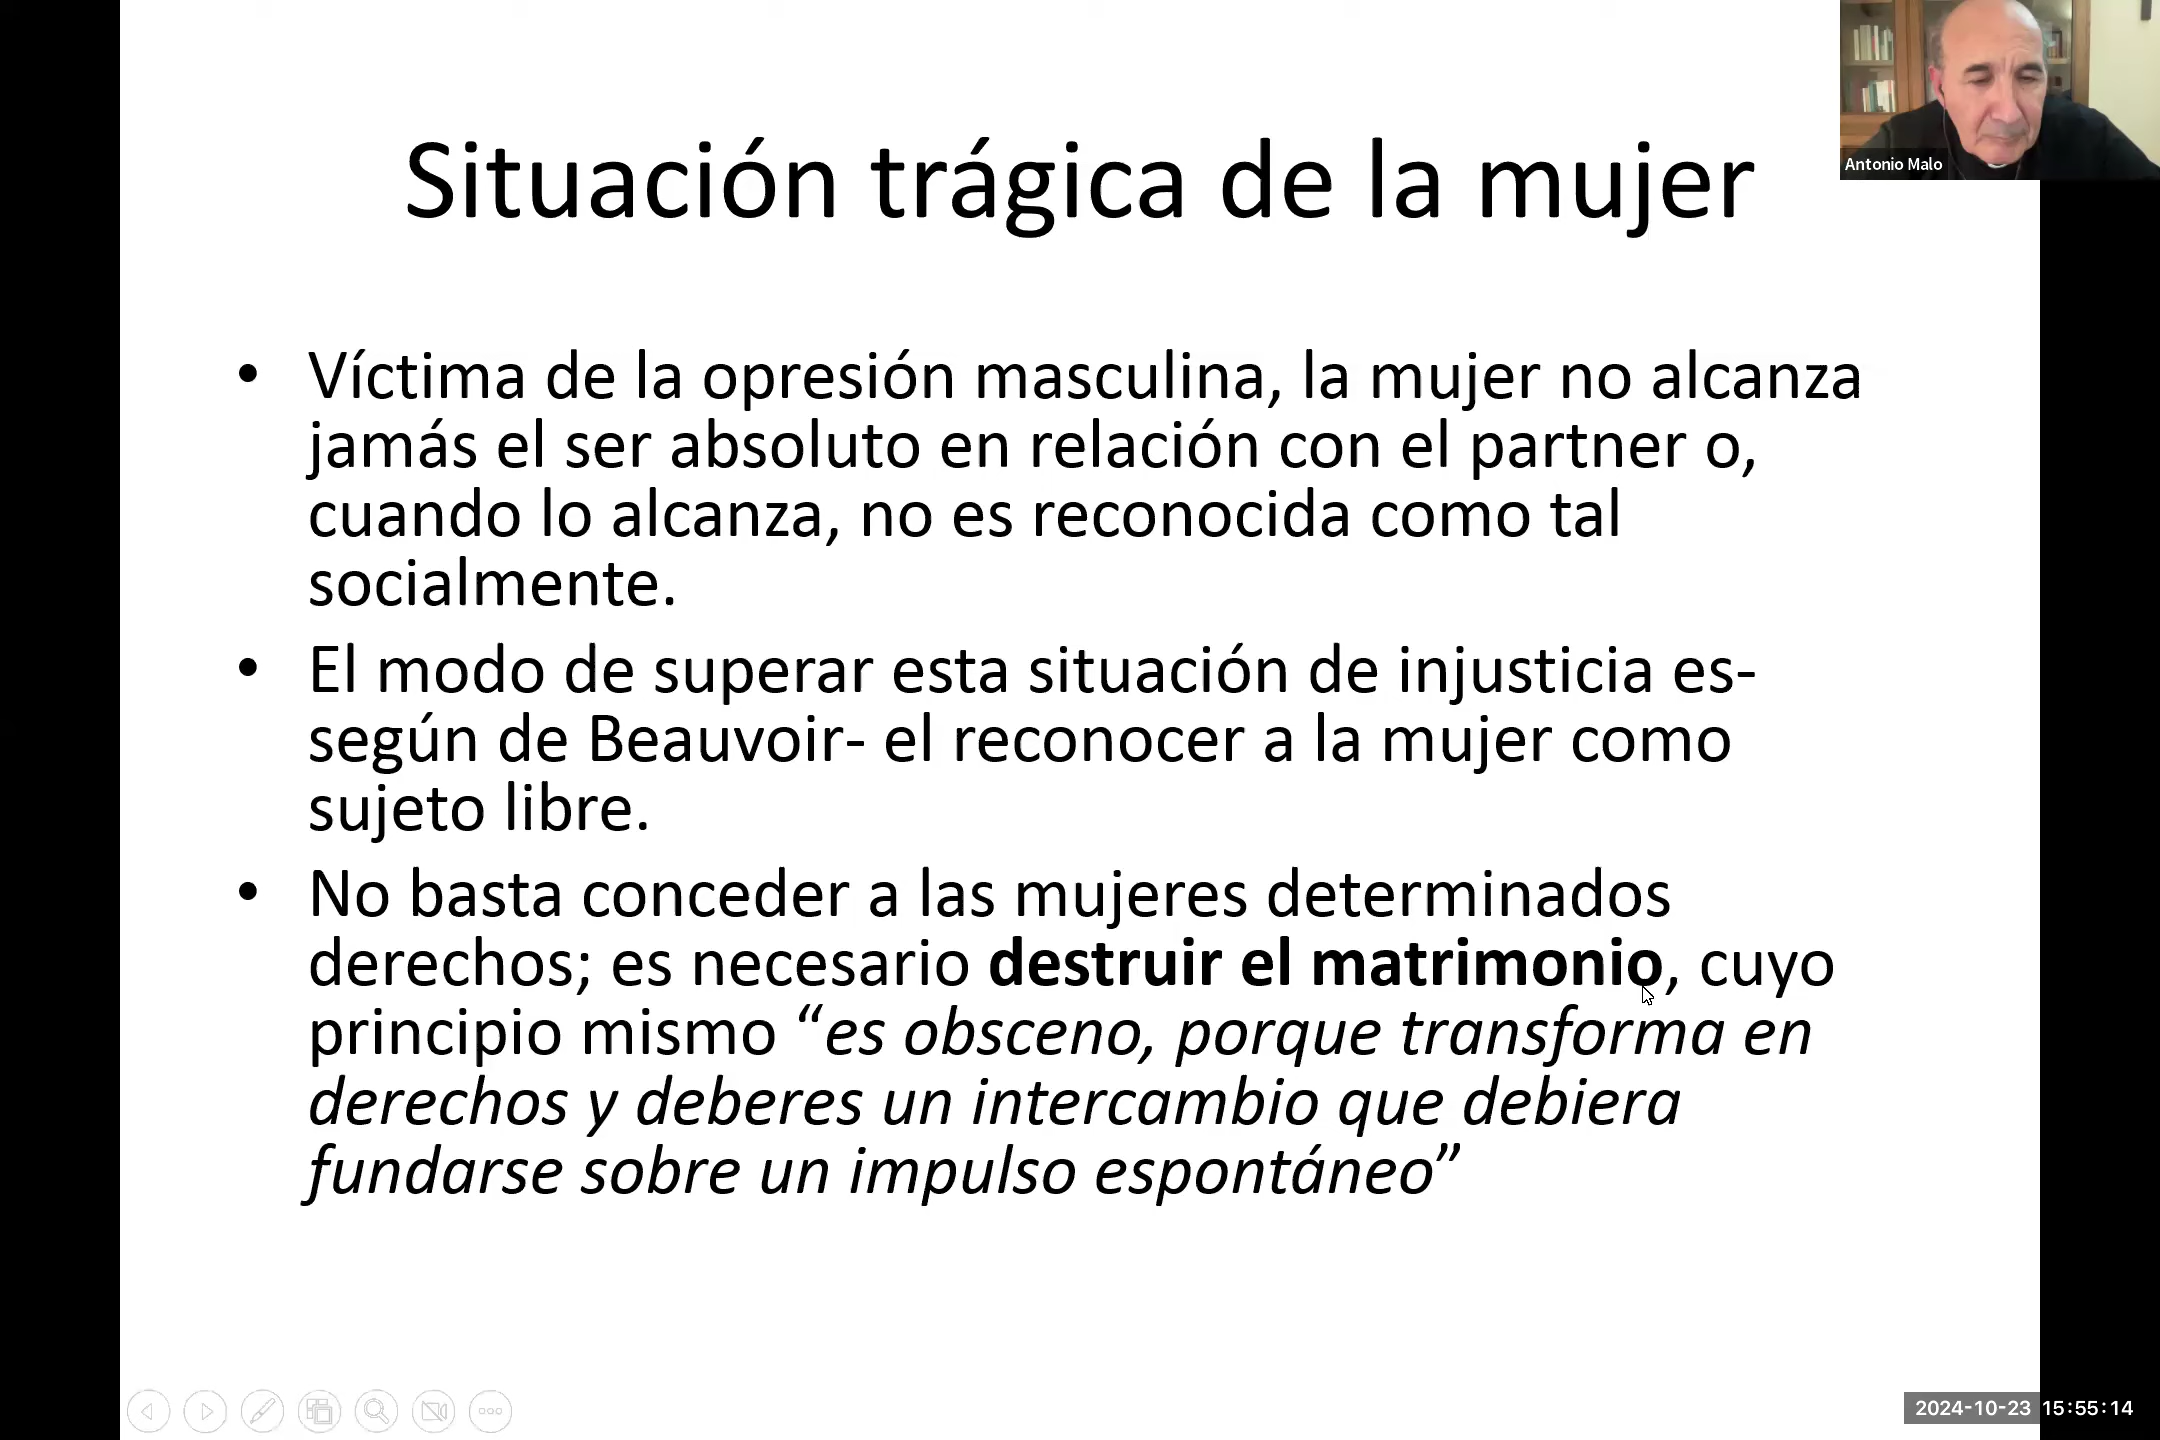 Antonio Malo
Situación trágica de la mujer
• Víctima de la opresión masculina, la mujer no alcanza
jamás el ser absoluto en relación con el partner o,
cuando lo alcanza, no es reconocida como tal
socialmente.
• El modo de superar esta situación de injusticia es-
según de Beauvoir- el reconocer a la mujer como
sujeto libre.
• No basta conceder a las mujeres determinados
derechos; es necesario destruir el matrimonio, cuyo
principio mismo “es obsceno, porque transforma en
derechos y deberes un intercambio que debiera
fundarse sobre un impulso espontáneo”
2024-10-23 15:55:14